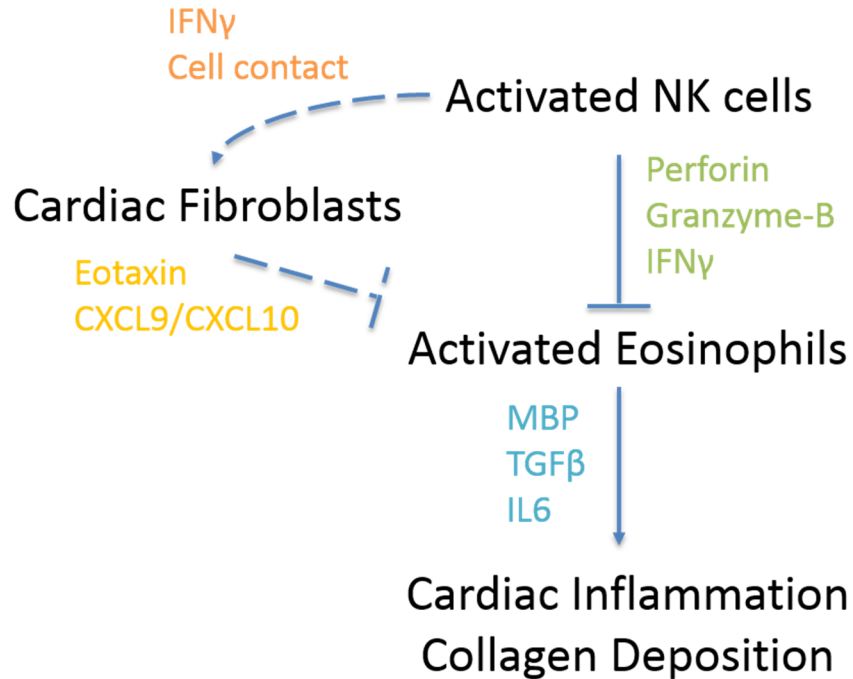 IFNγ
Cell contact
Activated NK cells
Perforin
Granzyme-B
IFNγ
Cardiac Fibroblasts
Eotaxin
CXCL9/CXCL10
Activated Eosinophils
MBP
TGFβ
IL6
Cardiac Inflammation
Collagen Deposition